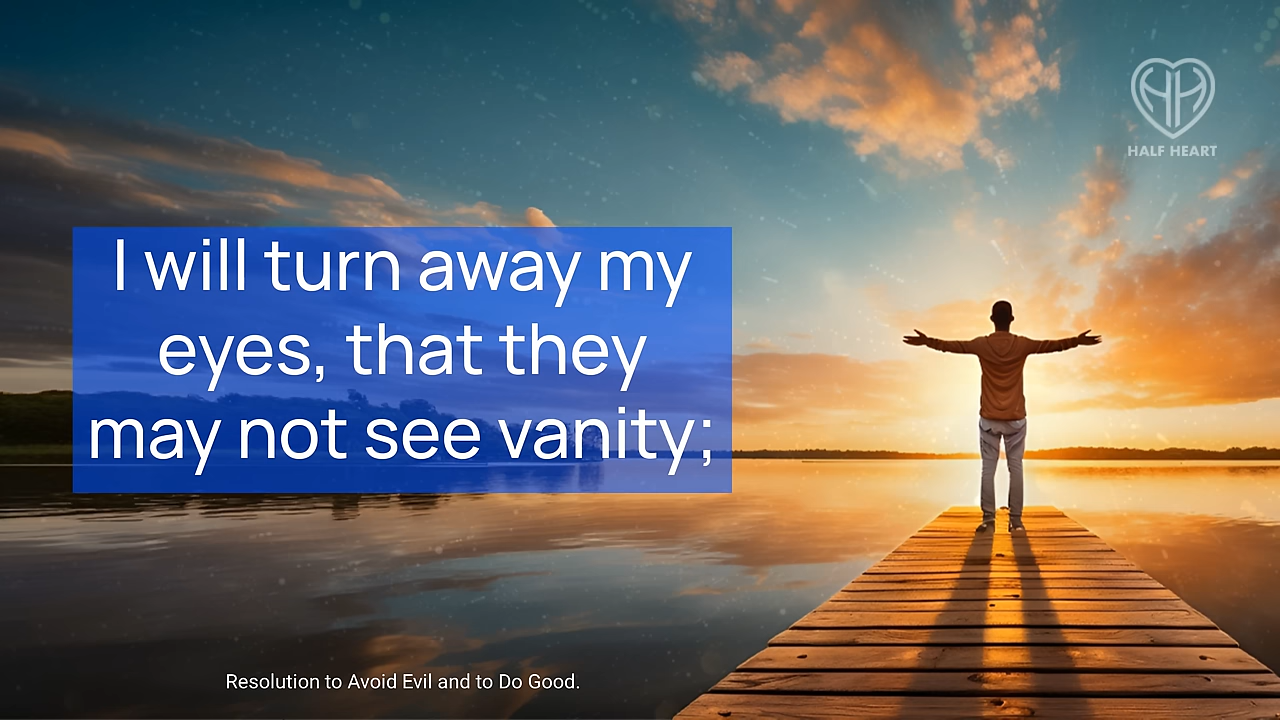 HALF HEART
I will turn away my
eyes, that they
may not see vanity;
Resolution to Avoid Evil and to Do Good.